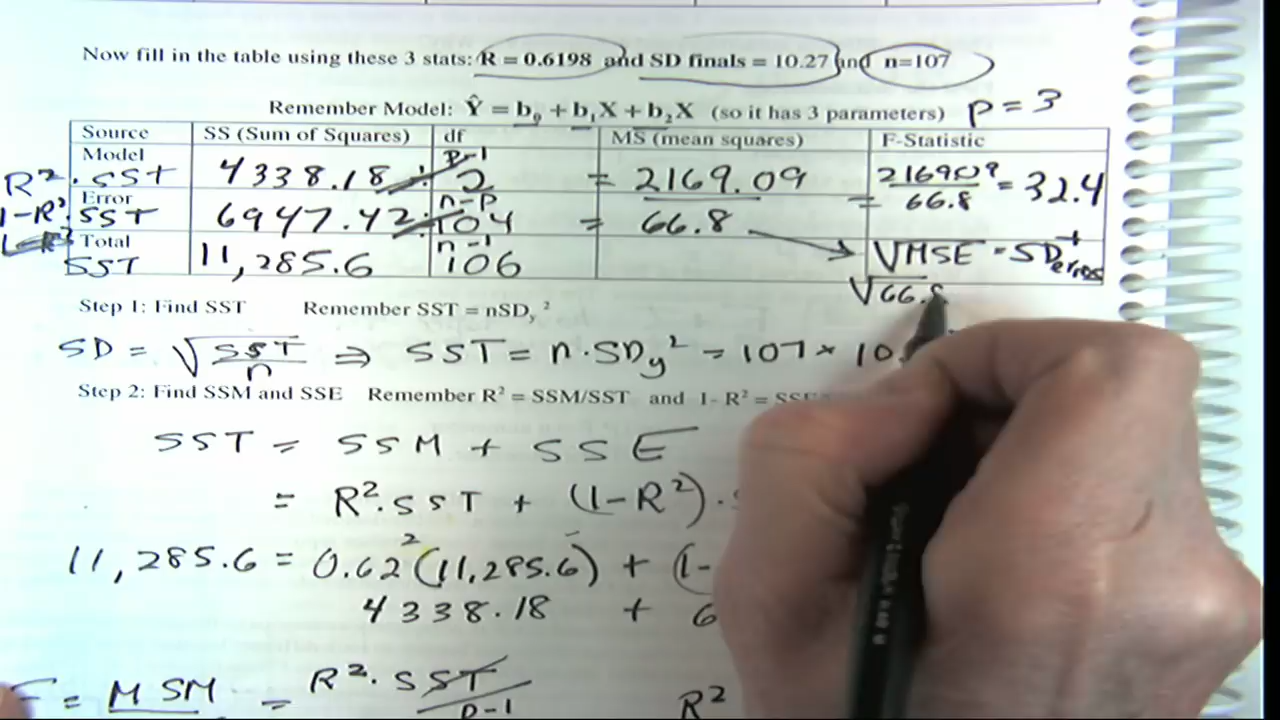 Now fill in the table using these 3 stats: R = 0.6198 and SD finals = 10.27 and n=107
Remember Model: Ŷ = b₀ + b₁X + b₂X (so it has 3 parameters) p = 3
Source SS (Sum of Squares) df MS (mean squares) F-Statistic
Model p-1
R²·SST 4338.18 ÷ 2 = 2169.09 = 2169.09/66.8 = 32.4
Error n-p
1-R²·SST 6947.42 ÷ 104 = 66.8
Total n-1
SST 11,285.6 106 √MSE = SD⁺errors
√66.8
Step 1: Find SST Remember SST = nSDy²
SD = √SST/n ⇒ SST = n·SDy² = 107 × 10.
Step 2: Find SSM and SSE Remember R² = SSM/SST and 1- R² = SSE
SST = SSM + SSE
= R²·SST + (1-R²)·
11,285.6 = 0.62²(11,285.6) + (1-
4338.18 + 6
= MSM = R²·SST/p-1 R²